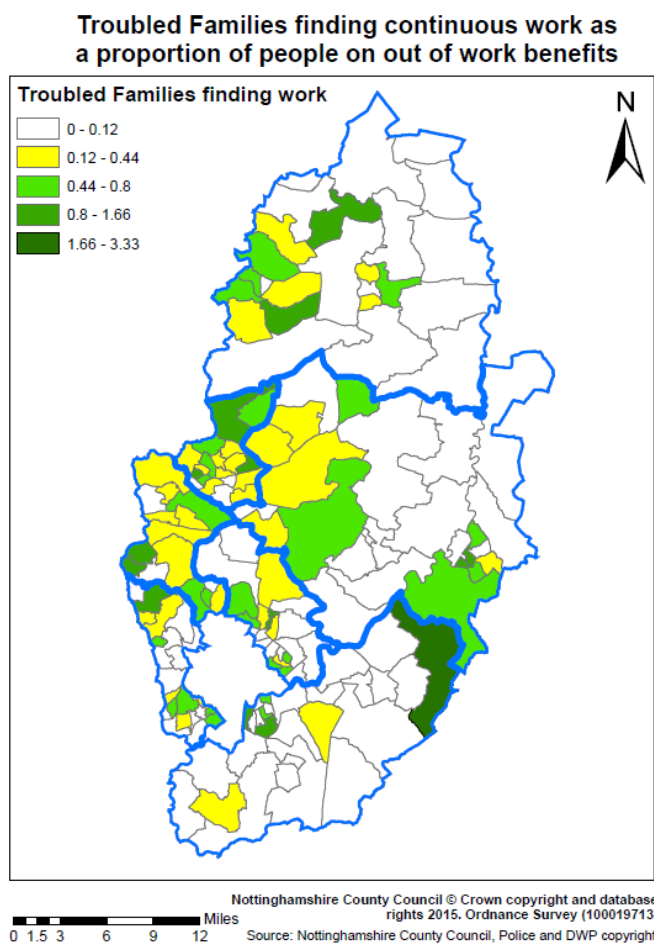 Troubled Families finding continuous work as
a proportion of people on out of work benefits
Troubled Families finding work
0 - 0.12
0.12 - 0.44
0.44 - 0.8
0.8 - 1.66
1.66 - 3.33
N
Nottinghamshire County Council © Crown copyright and database
rights 2015. Ordnance Survey (100019713
Miles
0 1.5 3 6 9 12
Source: Nottinghamshire County Council, Police and DWP copyright